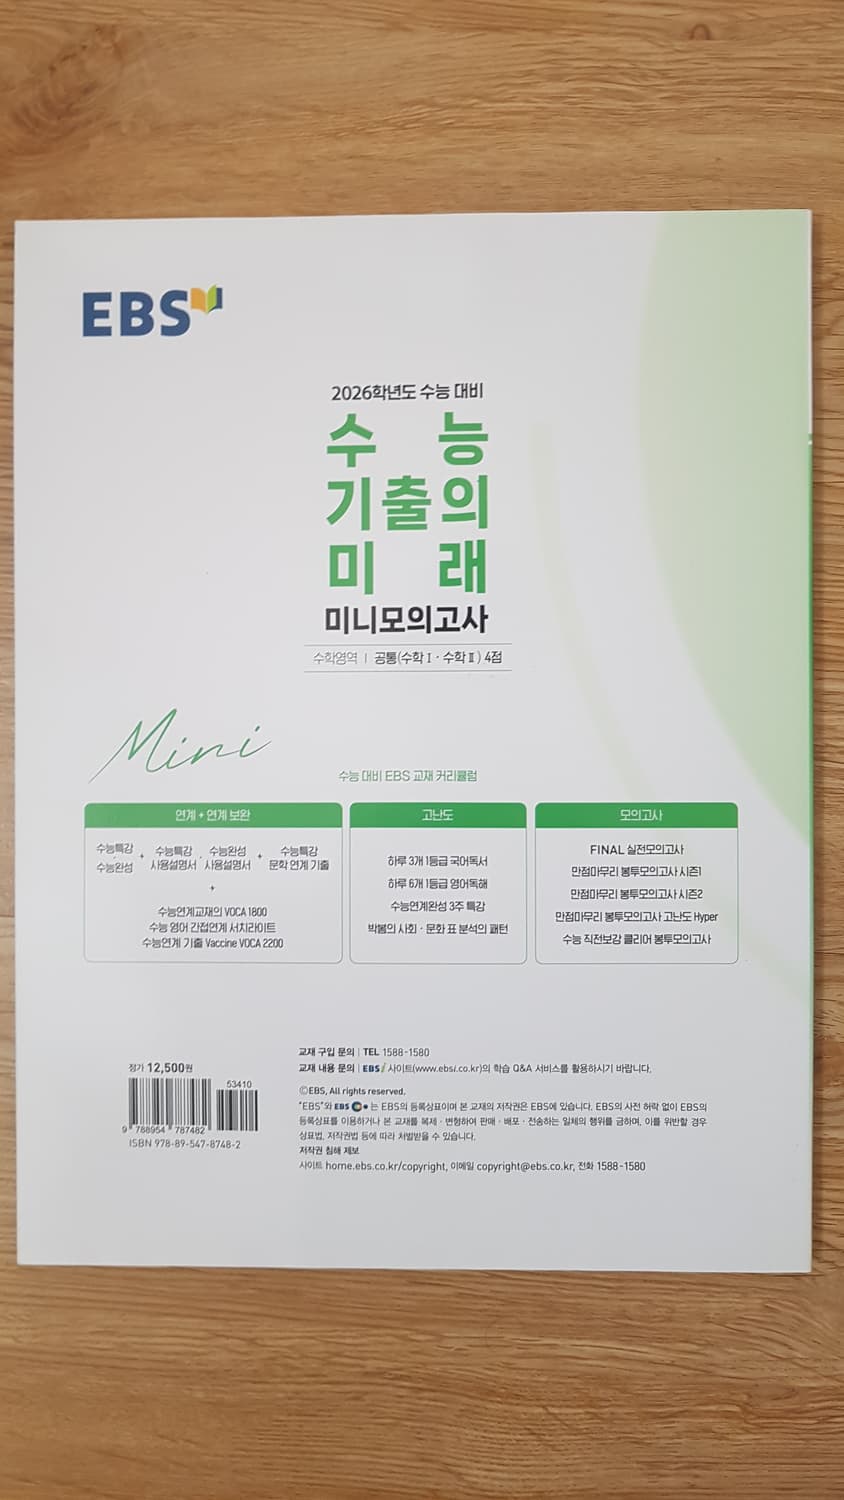 EBS
2026학년도 수능 대비
수능
기출의
미래
미니모의고사
수학영역 | 공통(수학Ⅰ·수학Ⅱ) 4점
Mini
수능 대비 EBS 교재 커리큘럼
연계 + 연계 보완
수능특강 · 수능완성 + 수능특강 사용설명서 · 수능완성 사용설명서 + 수능특강 문학 연계 기출
+
수능연계교재의 VOCA 1800
수능 영어 간접연계 서치라이트
수능연계 기출 Vaccine VOCA 2200
고난도
하루 3개 1등급 국어독서
하루 6개 1등급 영어독해
수능연계완성 3주 특강
박봄의 사회·문화 표 분석의 패턴
모의고사
FINAL 실전모의고사
만점마무리 봉투모의고사 시즌1
만점마무리 봉투모의고사 시즌2
만점마무리 봉투모의고사 고난도 Hyper
수능 직전보강 클리어 봉투모의고사
정가 12,500원
53410
9 788954 787482
ISBN 978-89-547-8748-2
교재 구입 문의 | TEL 1588-1580
교재 내용 문의 | EBSi 사이트(www.ebsi.co.kr)의 학습 Q&A 서비스를 활용하시기 바랍니다.
©EBS, All rights reserved.
"EBS"와 EBS는 EBS의 등록상표이며 본 교재의 저작권은 EBS에 있습니다. EBS의 사전 허락 없이 EBS의
등록상표를 이용하거나 본 교재를 복제·변형하여 판매·배포·전송하는 일체의 행위를 금하며, 이를 위반할 경우
상표법, 저작권법 등에 따라 처벌받을 수 있습니다.
저작권 침해 제보
사이트 home.ebs.co.kr/copyright, 이메일 copyright@ebs.co.kr, 전화 1588-1580